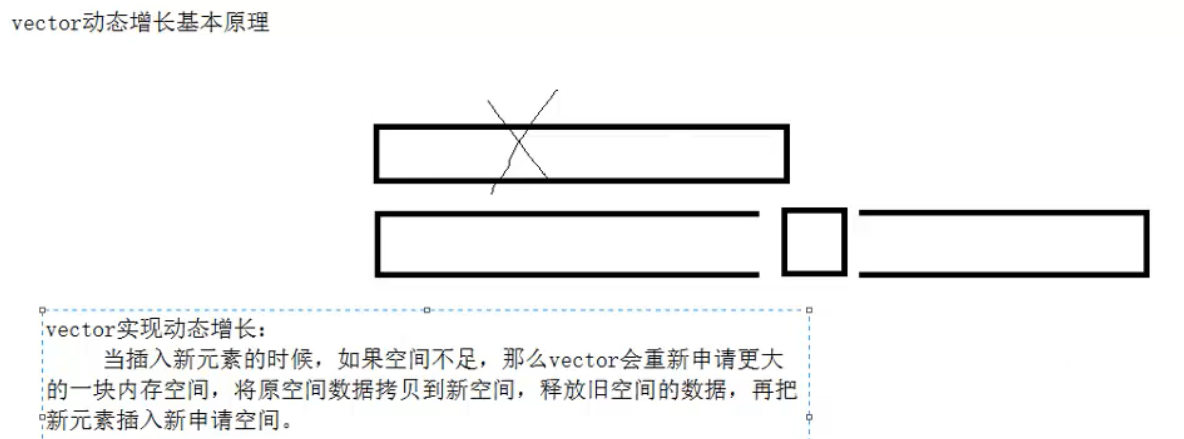 vector动态增长基本原理
vector实现动态增长：
当插入新元素的时候，如果空间不足，那么vector会重新申请更大
的一块内存空间，将原空间数据拷贝到新空间，释放旧空间的数据，再把
新元素插入新申请空间。